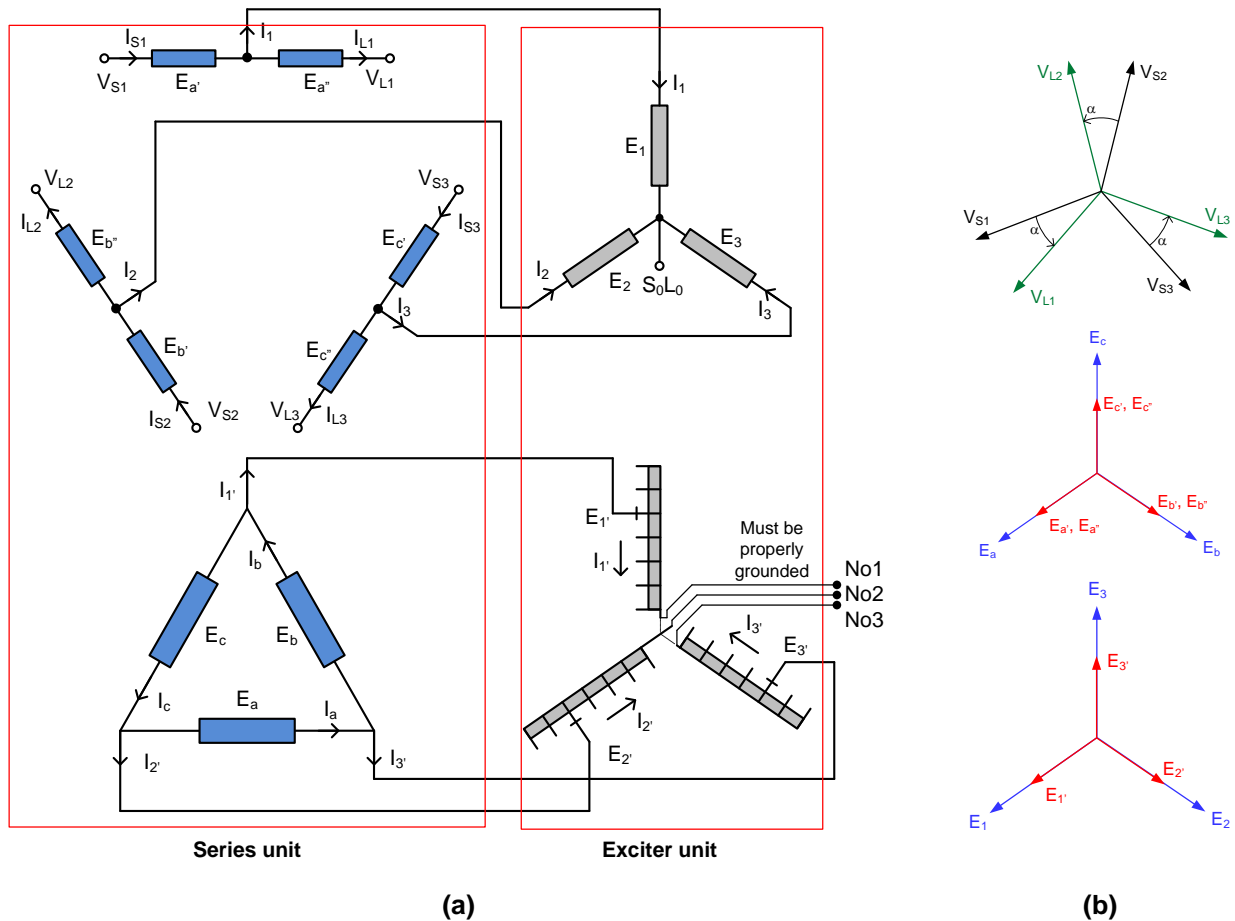 I1
IS1
IL1
VS1
Ea'
Ea"
VL1
I1
E1
VL2
VS3
IL2
IS3
Eb"
Ec'
I2
I3
Eb'
Ec"
IS2
VS2
VL3
IL3
I2
E2
E3
S0L0
I3
I1'
E1'
I1'
Ib
Ec
Eb
Ic
Ea
Ia
I2'
I3'
Must be
properly
grounded
No1
No2
No3
I3'
E3'
I2'
E2'
Series unit
Exciter unit
(a)
VL2
VS2
α
VS1
α
VL3
α
VL1
VS3
Ec
Ec', Ec"
Eb', Eb"
Ea', Ea"
Ea
Eb
E3
E3'
E2'
E1'
E1
E2
(b)